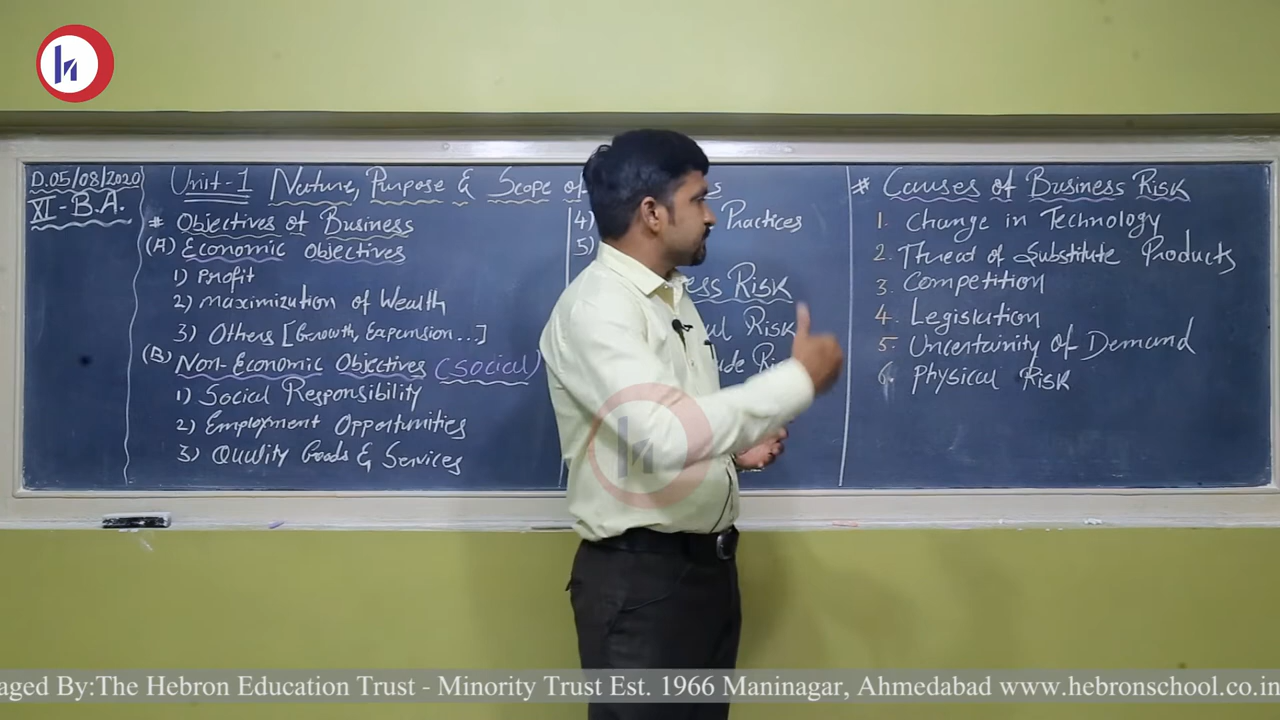 D.05/08/2020
XI - B.A.
Unit-1 Nature, Purpose & Scope of
# Objectives of Business
(A) Economic Objectives
1) Profit
2) Maximization of Wealth
3) Others [Growth, Expansion...]
(B) Non-Economic Objectives (Social)
1) Social Responsibility
2) Employment Opportunities
3) Quality Goods & Services
4) Practices
5)
Risk
Risk
# Causes of Business Risk
1. Change in Technology
2. Threat of Substitute Products
3. Competition
4. Legislation
5. Uncertainity of Demand
6. Physical Risk
aged By:The Hebron Education Trust - Minority Trust Est. 1966 Maninagar, Ahmedabad www.hebronschool.co.in